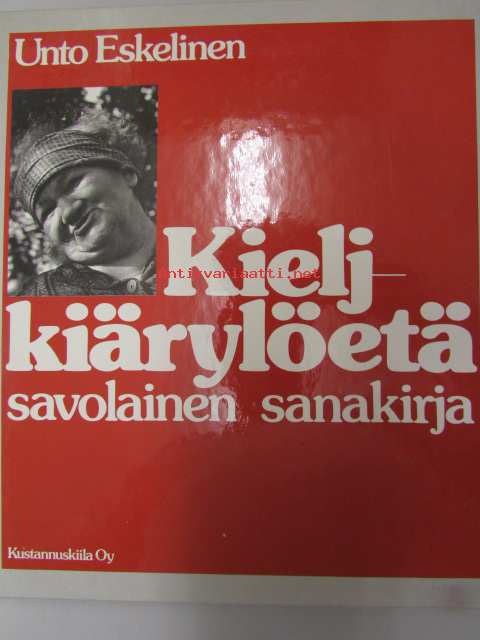 Unto Eskelinen
Kielj-
antikvariaatti.net
kiärylöetä
savolainen sanakirja
Kustannuskiila Oy